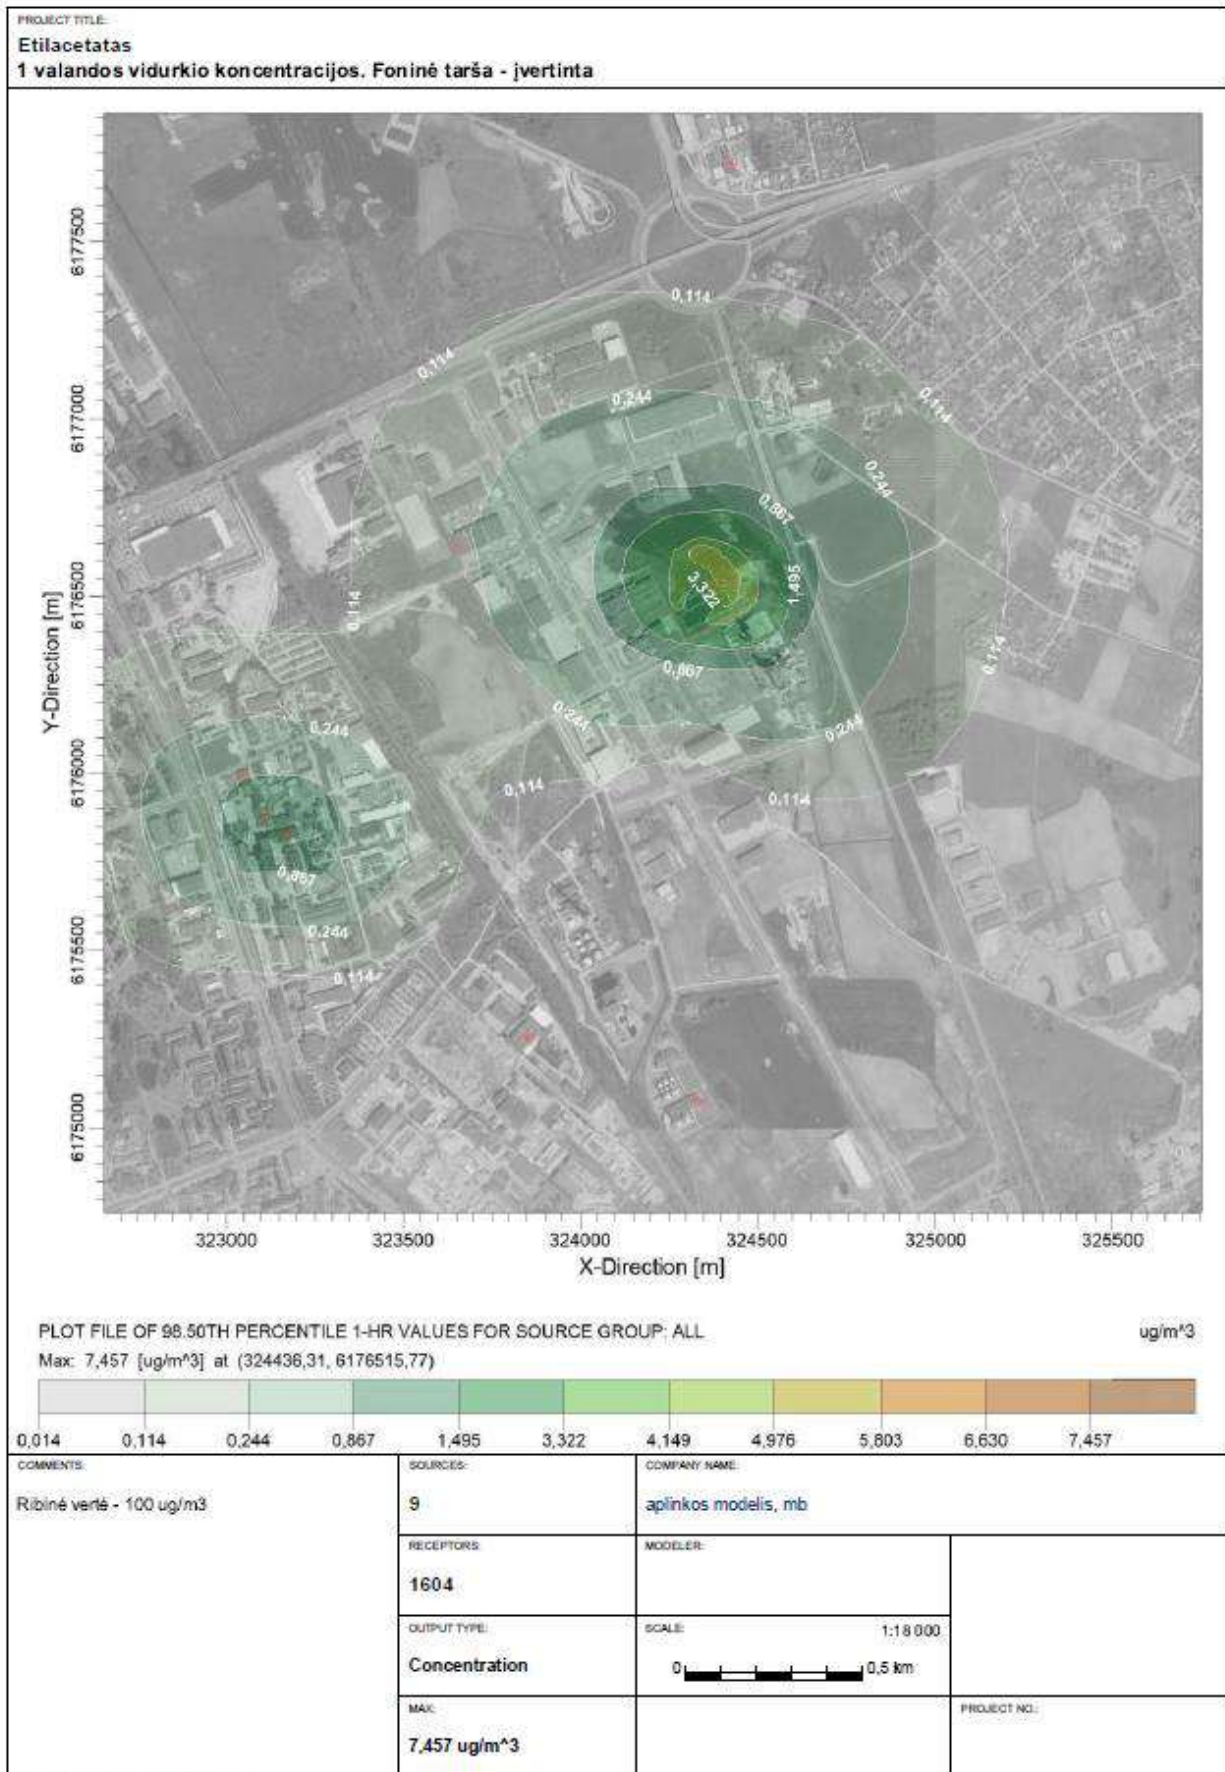 PROJECT TITLE:
Etilacetatas
1 valandos vidurkio koncentracijos. Foninė tarša - įvertinta
0,114
0,114
0,244
0,114
0,244
0,867
3,322
1,495
0,114
0,867
0,114
0,244
0,244
0,244
0,114
0,114
0,867
0,244
0,114
6177500
6177000
6176500
6176000
6175500
6175000
Y-Direction [m]
323000 323500 324000 324500 325000 325500
X-Direction [m]
PLOT FILE OF 98.50TH PERCENTILE 1-HR VALUES FOR SOURCE GROUP: ALL ug/m^3
Max: 7,457 [ug/m^3] at (324436,31, 6176515,77)
0,014 0,114 0,244 0,867 1,495 3,322 4,149 4,976 5,803 6,630 7,457
COMMENTS:
Ribinė vertė - 100 ug/m3
SOURCES:
9
COMPANY NAME:
aplinkos modelis, mb
RECEPTORS:
1604
MODELER:
OUTPUT TYPE:
Concentration
SCALE: 1:18 000
0 0,5 km
MAX:
7,457 ug/m^3
PROJECT NO.: